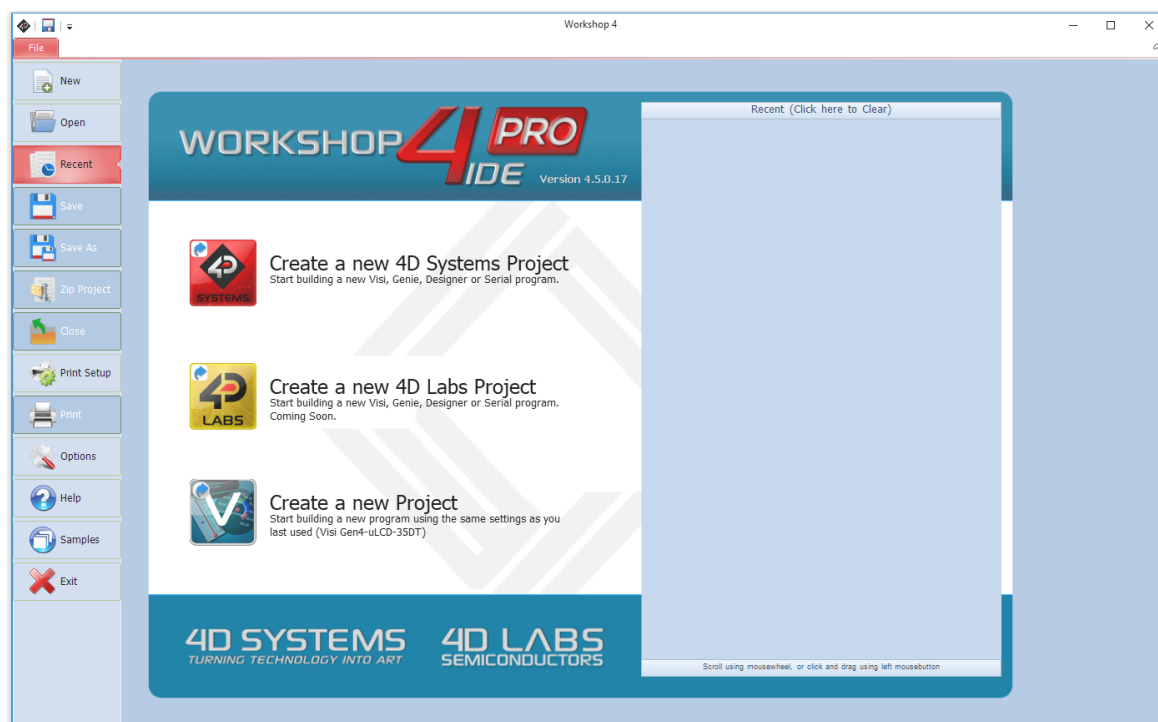 Workshop 4
File
New
Open
Recent
Save
Save As
Zip Project
Close
Print Setup
Print
Options
Help
Samples
Exit
WORKSHOP 4 PRO
IDE Version 4.5.0.17
Create a new 4D Systems Project
Start building a new Visi, Genie, Designer or Serial program.
4D
SYSTEMS
Create a new 4D Labs Project
Start building a new Visi, Genie, Designer or Serial program.
Coming Soon.
4D
LABS
Create a new Project
Start building a new program using the same settings as you
last used (Visi Gen4-uLCD-35DT)
V
4D SYSTEMS
TURNING TECHNOLOGY INTO ART
4D LABS
SEMICONDUCTORS
Recent (Click here to Clear)
Scroll using mousewheel, or click and drag using left mousebutton